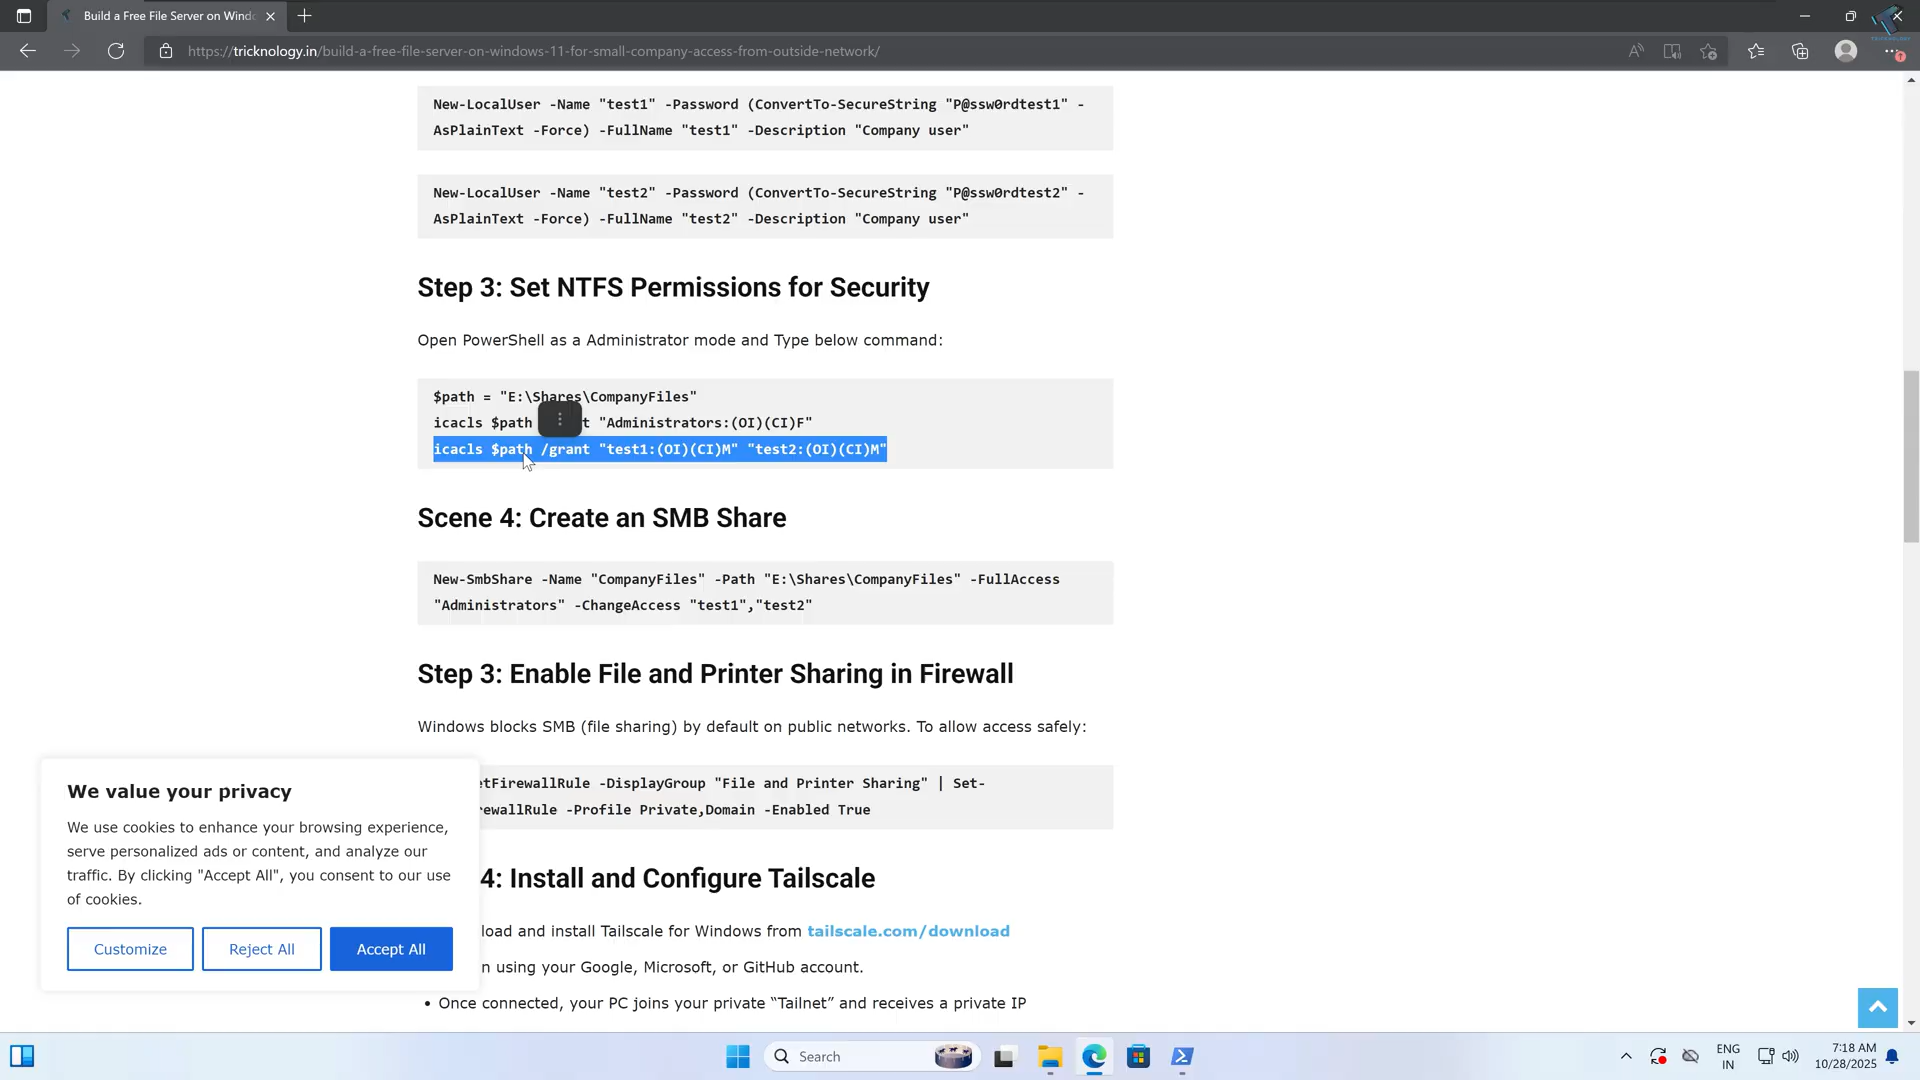 Build a Free File Server on Windo
https://tricknology.in/build-a-free-file-server-on-windows-11-for-small-company-access-from-outside-network/
New-LocalUser -Name "test1" -Password (ConvertTo-SecureString "P@ssw0rdtest1" -
AsPlainText -Force) -FullName "test1" -Description "Company user"
New-LocalUser -Name "test2" -Password (ConvertTo-SecureString "P@ssw0rdtest2" -
AsPlainText -Force) -FullName "test2" -Description "Company user"
Step 3: Set NTFS Permissions for Security
Open PowerShell as a Administrator mode and Type below command:
$path = "E:\Shares\CompanyFiles"
icacls $path t "Administrators:(OI)(CI)F"
icacls $path /grant "test1:(OI)(CI)M" "test2:(OI)(CI)M"
Scene 4: Create an SMB Share
New-SmbShare -Name "CompanyFiles" -Path "E:\Shares\CompanyFiles" -FullAccess
"Administrators" -ChangeAccess "test1","test2"
Step 3: Enable File and Printer Sharing in Firewall
Windows blocks SMB (file sharing) by default on public networks. To allow access safely:
etFirewallRule -DisplayGroup "File and Printer Sharing" | Set-
rewallRule -Profile Private,Domain -Enabled True
4: Install and Configure Tailscale
load and install Tailscale for Windows from tailscale.com/download
n using your Google, Microsoft, or GitHub account.
• Once connected, your PC joins your private “Tailnet” and receives a private IP
We value your privacy
We use cookies to enhance your browsing experience,
serve personalized ads or content, and analyze our
traffic. By clicking "Accept All", you consent to our use
of cookies.
Customize
Reject All
Accept All
Search
ENG
IN
7:18 AM
10/28/2025